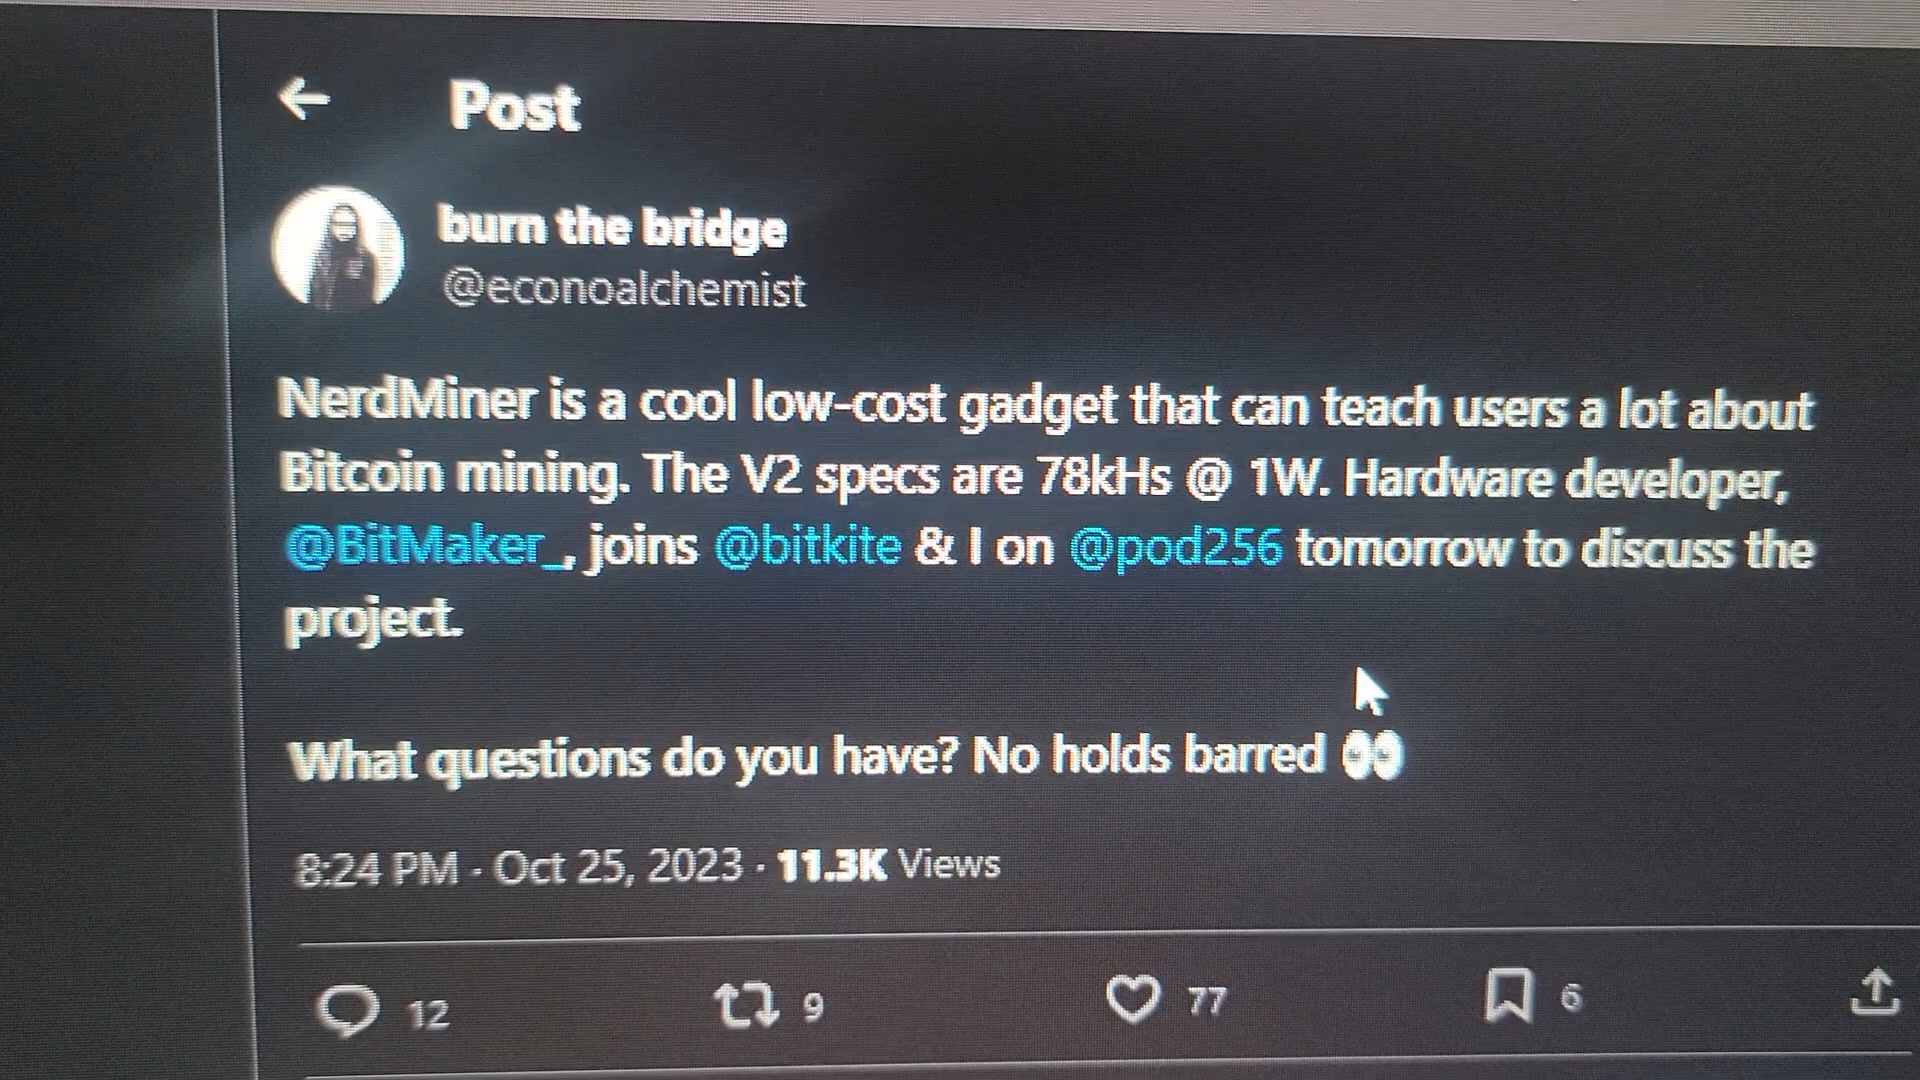 Post
burn the bridge
@econoalchemist
NerdMiner is a cool low-cost gadget that can teach users a lot about
Bitcoin mining. The V2 specs are 78kHs @ 1W. Hardware developer,
@BitMaker_, joins @bitkite & I on @pod256 tomorrow to discuss the
project.
What questions do you have? No holds barred 👀
8:24 PM · Oct 25, 2023 · 11.3K Views
12 9 77 6